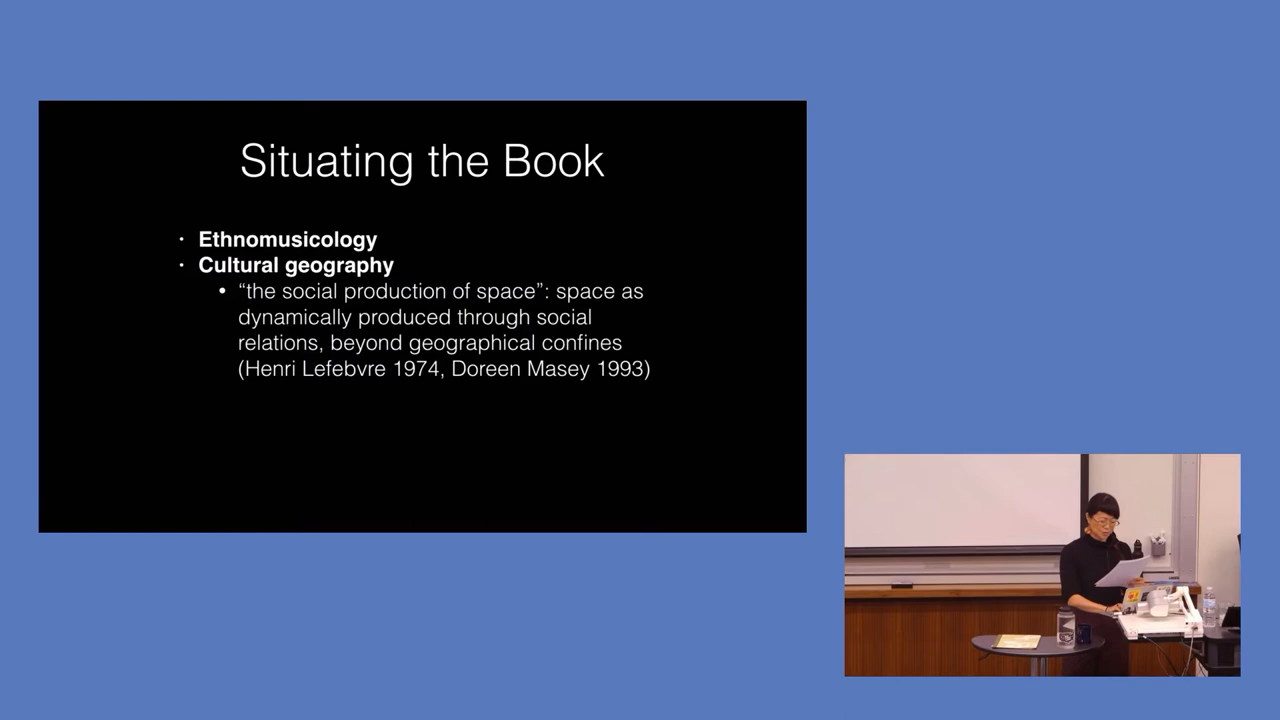 Situating the Book
· Ethnomusicology
· Cultural geography
• “the social production of space”: space as
dynamically produced through social
relations, beyond geographical confines
(Henri Lefebvre 1974, Doreen Masey 1993)